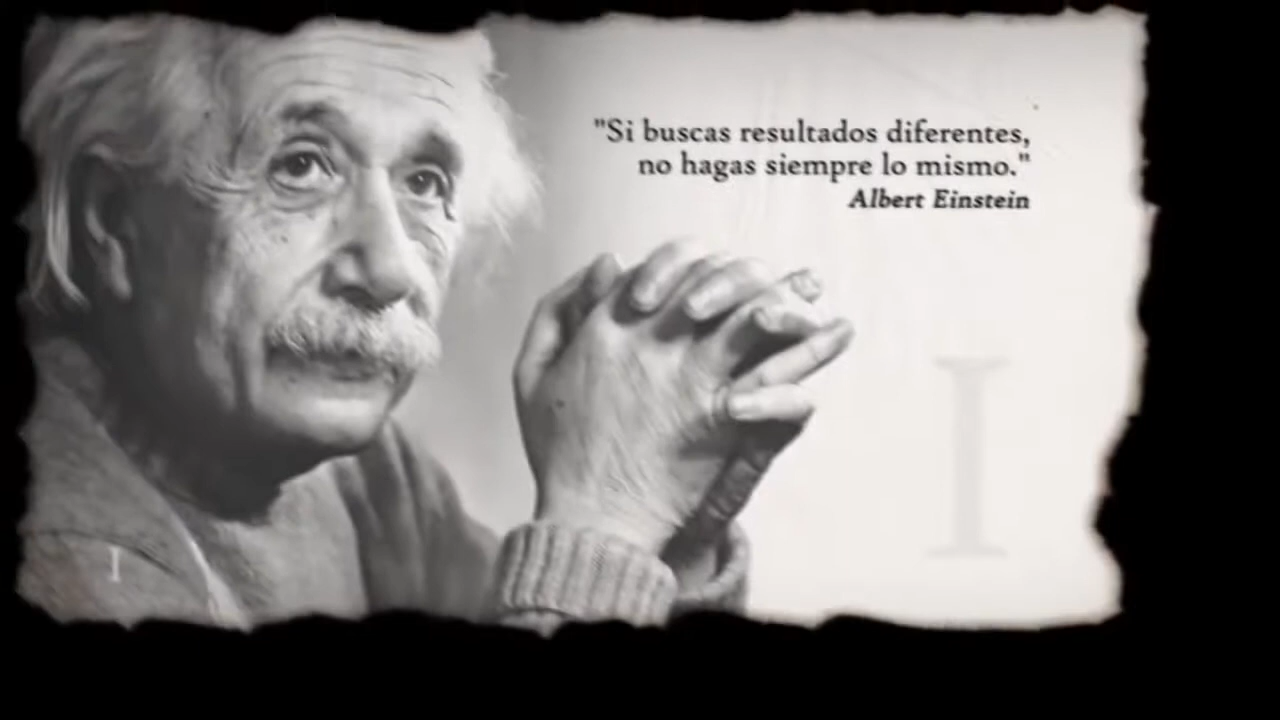 "Si buscas resultados diferentes,
no hagas siempre lo mismo."
Albert Einstein
I
I